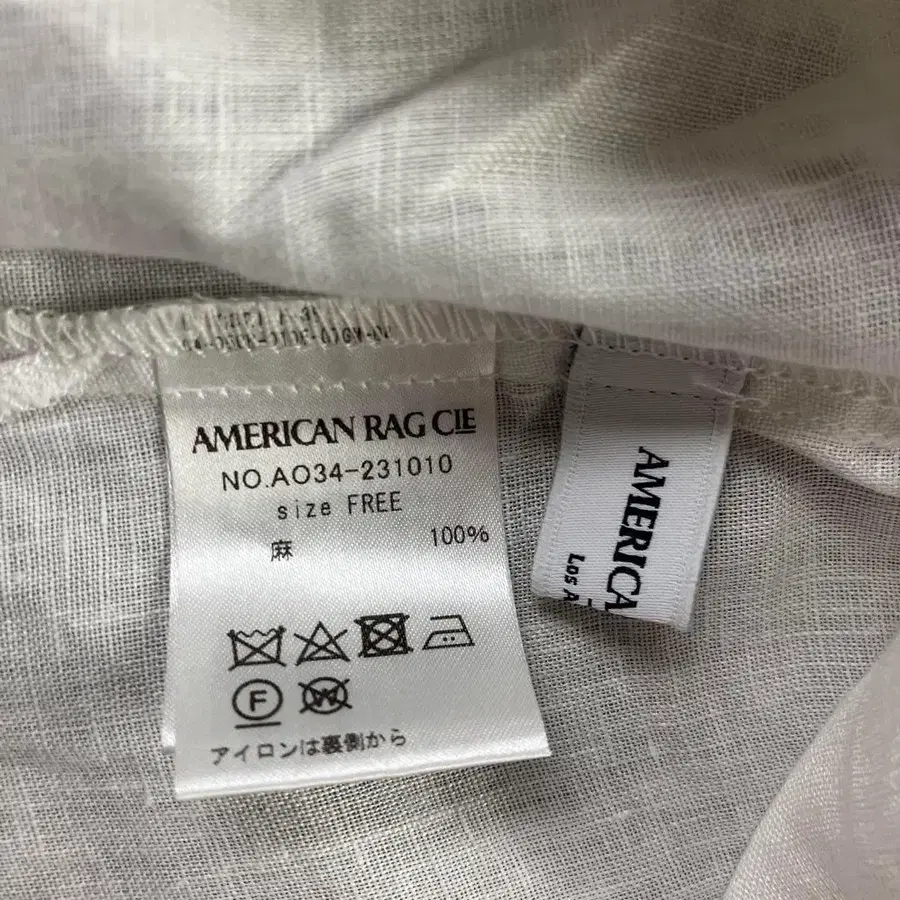 AMERICAN RAG CIE
NO.AO34-231010
size FREE
麻 100%
F
W
アイロンは裏側から
AMERICA
Los A